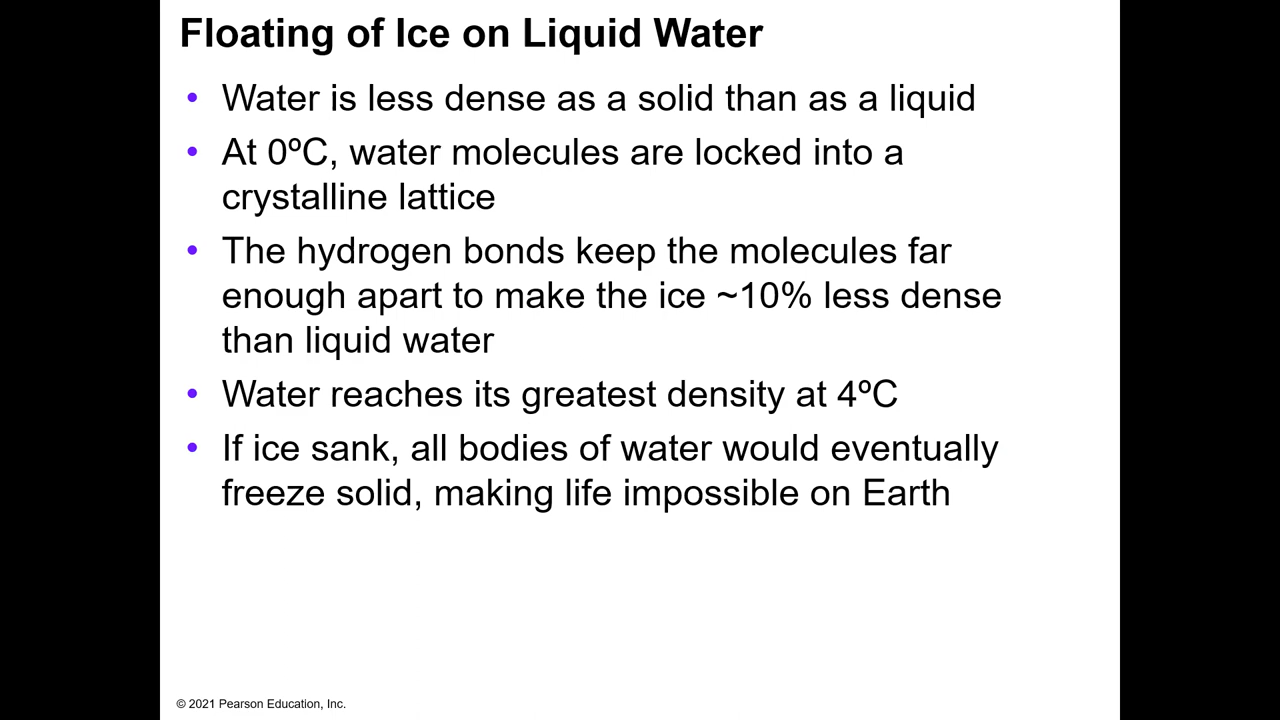 Floating of Ice on Liquid Water
• Water is less dense as a solid than as a liquid
• At 0ºC, water molecules are locked into a
crystalline lattice
• The hydrogen bonds keep the molecules far
enough apart to make the ice ~10% less dense
than liquid water
• Water reaches its greatest density at 4ºC
• If ice sank, all bodies of water would eventually
freeze solid, making life impossible on Earth
© 2021 Pearson Education, Inc.